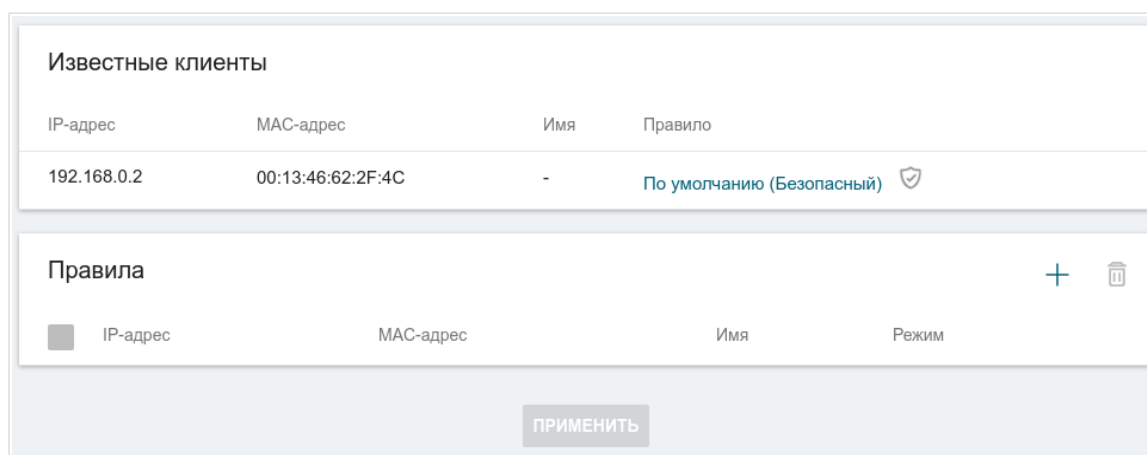 Известные клиенты
IP-адрес MAC-адрес Имя Правило
192.168.0.2 00:13:46:62:2F:4C - По умолчанию (Безопасный)
Правила
IP-адрес MAC-адрес Имя Режим
ПРИМЕНИТЬ